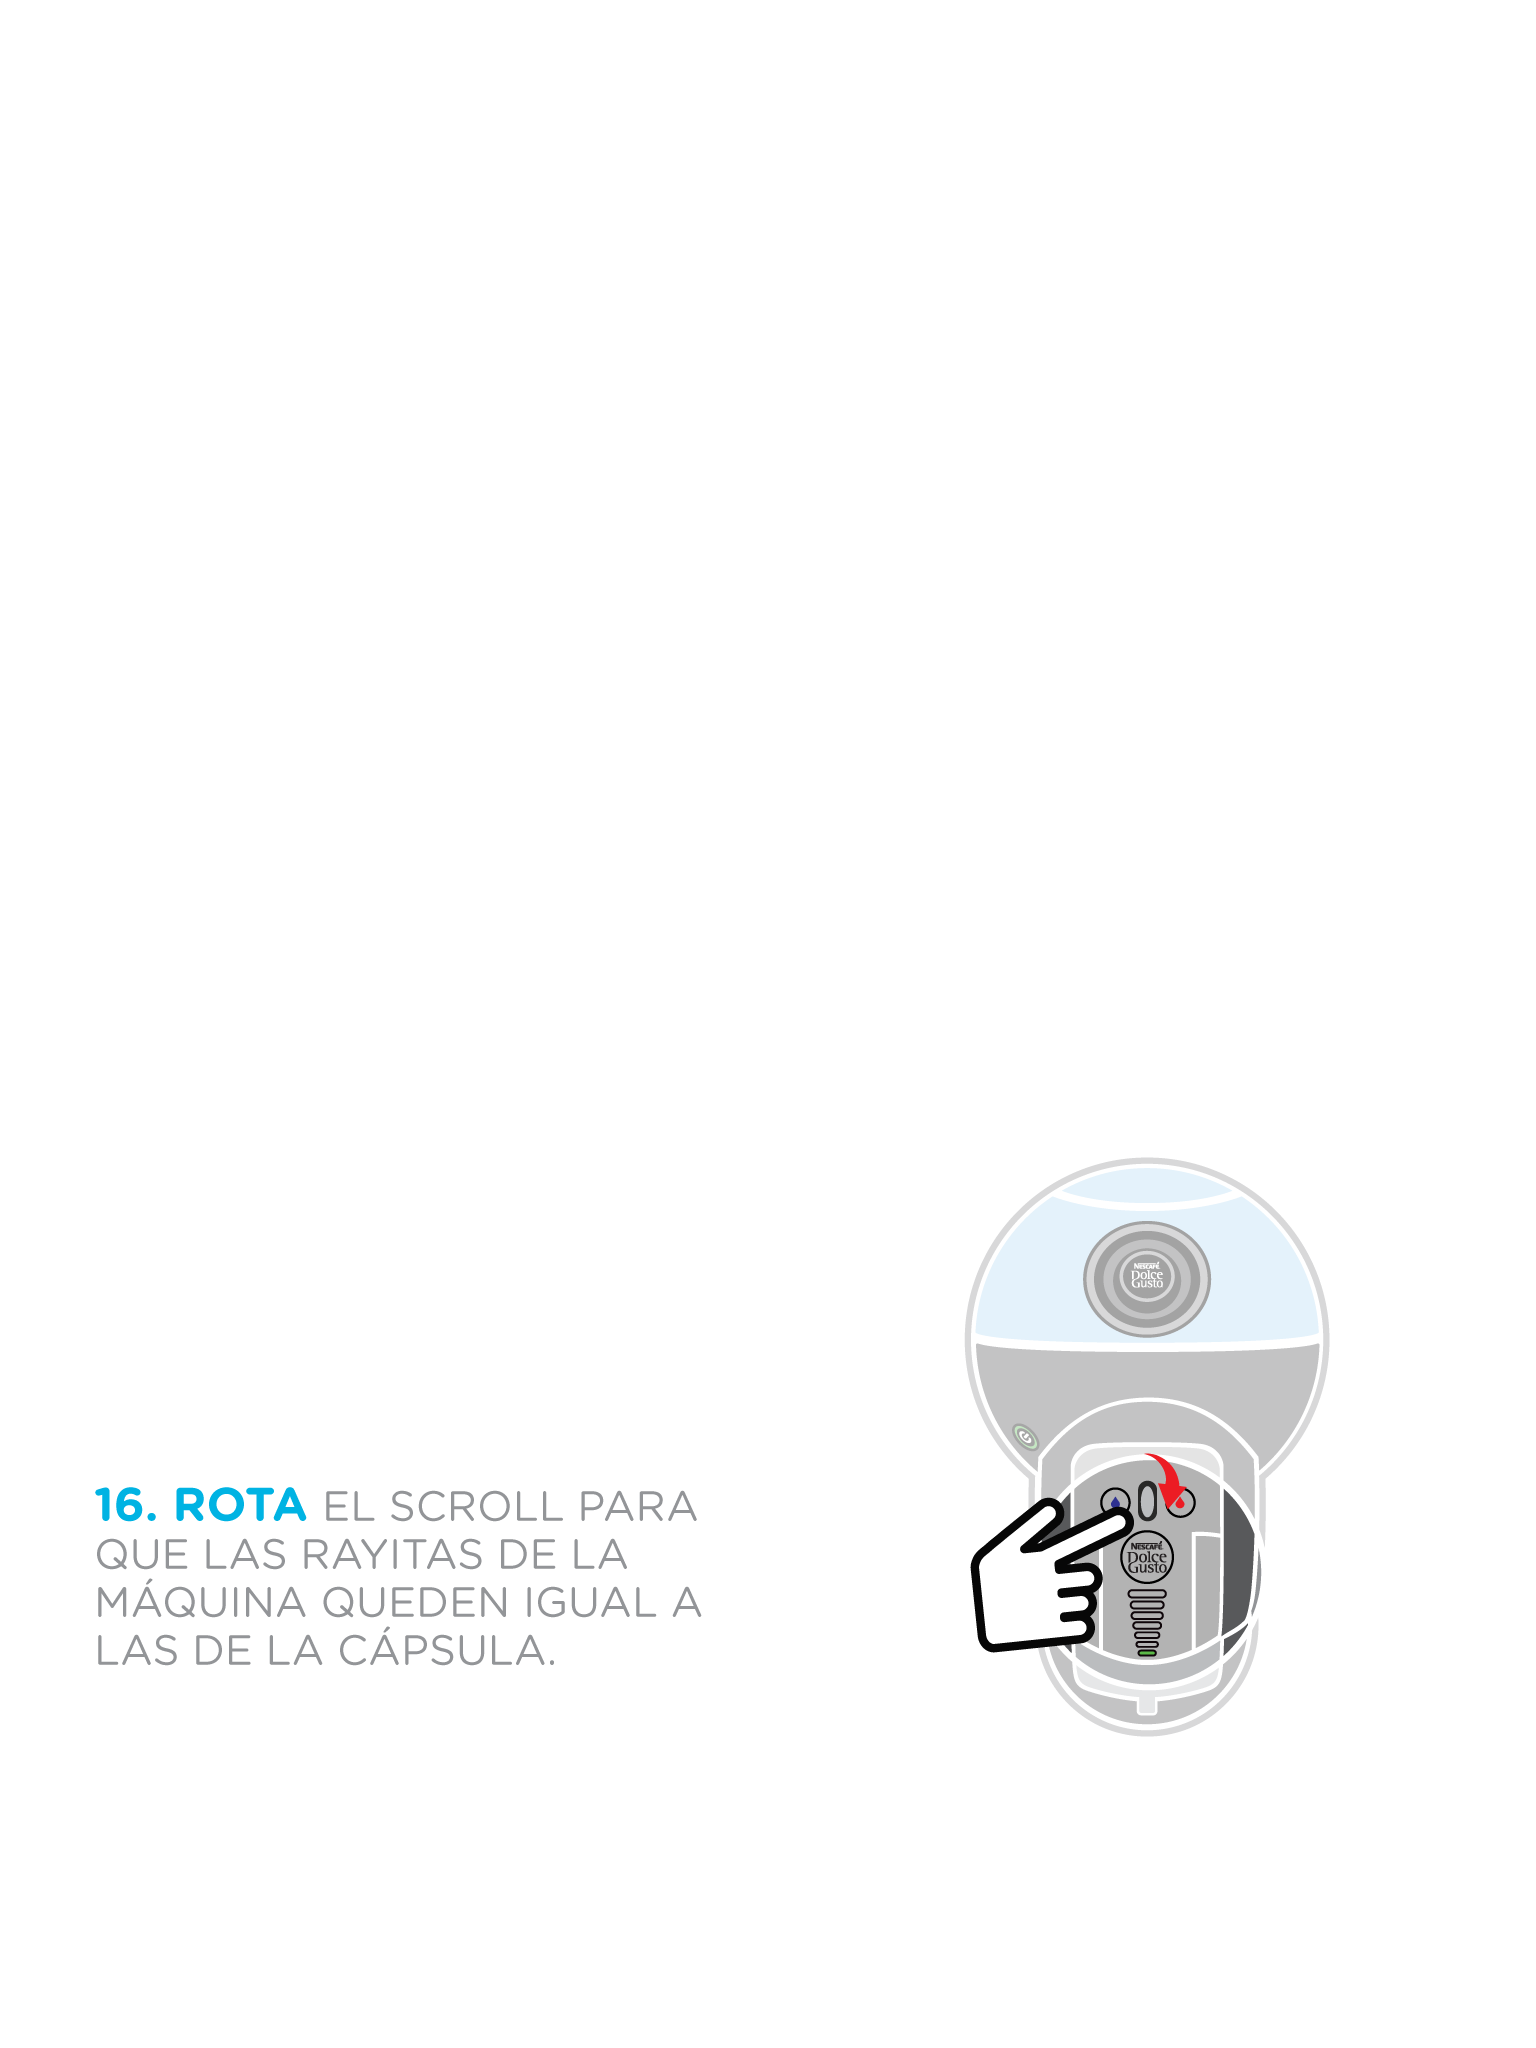 NESCAFÉ.
Dolce
Gusto
16. ROTA EL SCROLL PARA
QUE LAS RAYITAS DE LA
MÁQUINA QUEDEN IGUAL A
LAS DE LA CÁPSULA.
NESCAFÉ.
Dolce
Gusto